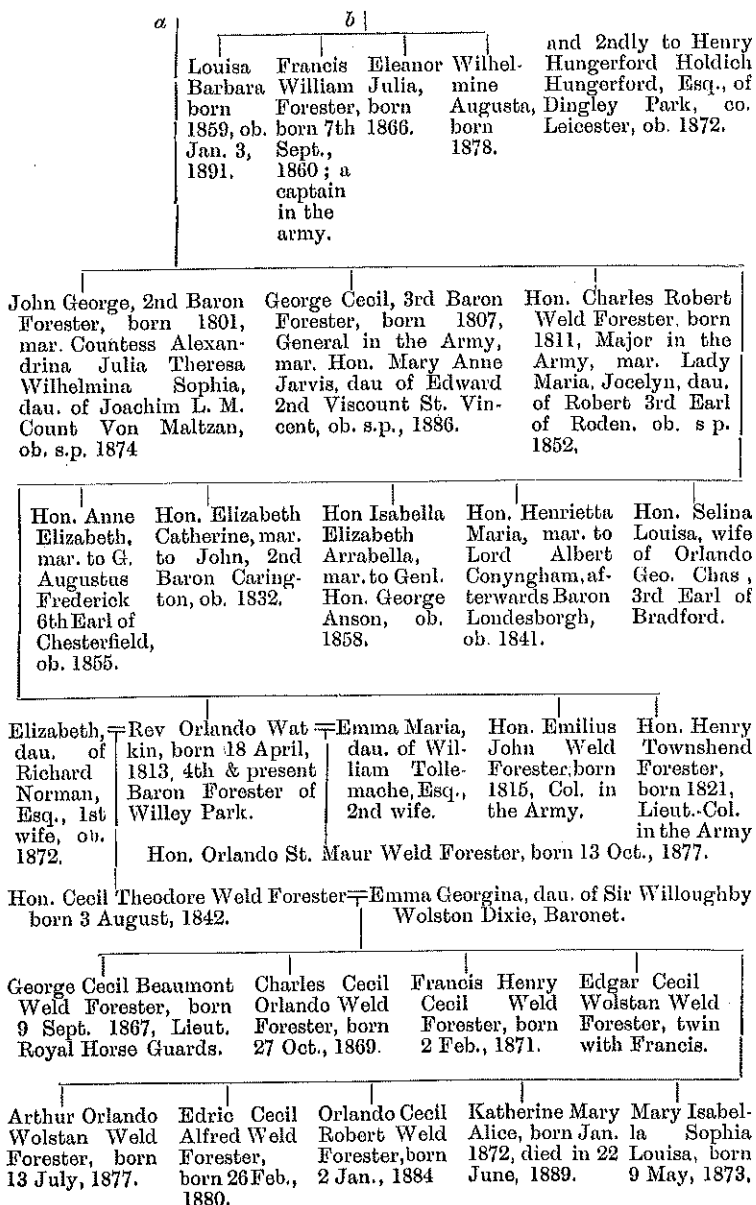 a
b
Louisa
Barbara
born
1859, ob.
Jan. 3,
1891.
Francis
William
Forester,
born 7th
Sept.,
1860; a
captain
in the
army.
Eleanor
Julia,
born
1866.
Wilhel-
mine
Augusta,
born
1878.
and 2ndly to Henry
Hungerford Holdich
Hungerford, Esq., of
Dingley Park, co.
Leicester, ob. 1872.
John George, 2nd Baron
Forester, born 1801,
mar. Countess Alexan-
drina Julia Theresa
Wilhelmina Sophia,
dau. of Joachim L. M.
Count Von Maltzan,
ob. s.p. 1874
George Cecil, 3rd Baron
Forester, born 1807,
General in the Army,
mar. Hon. Mary Anne
Jarvis, dau of Edward
2nd Viscount St. Vin-
cent, ob. s.p., 1886.
Hon. Charles Robert
Weld Forester, born
1811, Major in the
Army, mar. Lady
Maria, Jocelyn, dau.
of Robert 3rd Earl
of Roden. ob. s p.
1852,
Hon. Anne
Elizabeth,
mar. to G.
Augustus
Frederick
6th Earl of
Chesterfield,
ob. 1855.
Hon. Elizabeth
Catherine, mar.
to John, 2nd
Baron Caring-
ton, ob. 1832.
Hon Isabella
Elizabeth
Arrabella,
mar. to Genl.
Hon. George
Anson, ob.
1858.
Hon. Henrietta
Maria, mar. to
Lord Albert
Conyngham, af-
terwards Baron
Londesborgh,
ob. 1841.
Hon. Selina
Louisa, wife
of Orlando
Geo. Chas,
3rd Earl of
Bradford.
Elizabeth,
dau. of
Richard
Norman,
Esq., 1st
wife, ob.
1872.
Rev Orlando Wat
kin, born 18 April,
1813, 4th & present
Baron Forester of
Willey Park.
Emma Maria,
dau. of Wil-
liam Tolle-
mache, Esq.,
2nd wife.
Hon. Emilius
John Weld
Forester, born
1815, Col. in
the Army.
Hon. Henry
Townshend
Forester,
born 1821,
Lieut.-Col.
in the Army
Hon. Orlando St. Maur Weld Forester, born 13 Oct., 1877.
Hon. Cecil Theodore Weld Forester
born 3 August, 1842.
Emma Georgina, dau. of Sir Willoughby
Wolston Dixie, Baronet.
George Cecil Beaumont
Weld Forester, born
9 Sept. 1867, Lieut.
Royal Horse Guards.
Charles Cecil
Orlando Weld
Forester, born
27 Oct., 1869.
Francis Henry
Cecil Weld
Forester, born
2 Feb., 1871.
Edgar Cecil
Wolstan Weld
Forester, twin
with Francis.
Arthur Orlando
Wolstan Weld
Forester, born
13 July, 1877.
Edric Cecil
Alfred Weld
Forester,
born 26 Feb.,
1880.
Orlando Cecil
Robert Weld
Forester, born
2 Jan., 1884
Katherine Mary
Alice, born Jan.
1872, died in 22
June, 1889.
Mary Isabel-
la Sophia
Louisa, born
9 May, 1873,